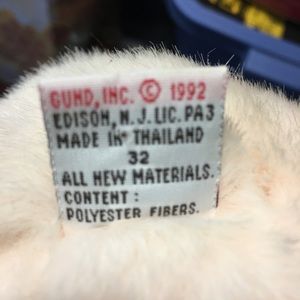 GUND, INC. © 1992
EDISON, N.J. LIC. PA3
MADE IN THAILAND
32
ALL NEW MATERIALS.
CONTENT :
POLYESTER FIBERS.